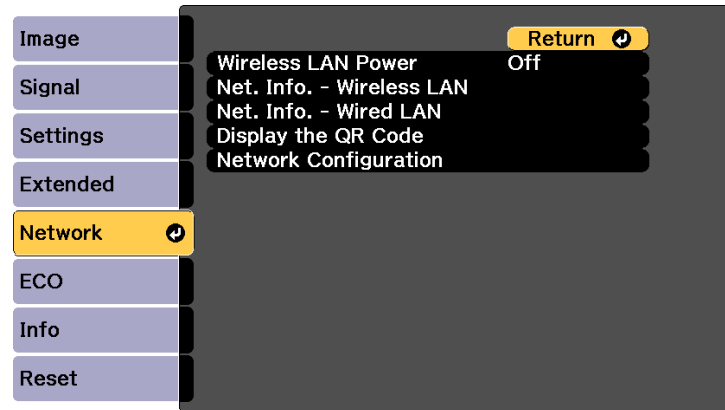 Image
Signal
Settings
Extended
Network
ECO
Info
Reset
Return
Wireless LAN Power Off
Net. Info. - Wireless LAN
Net. Info. - Wired LAN
Display the QR Code
Network Configuration